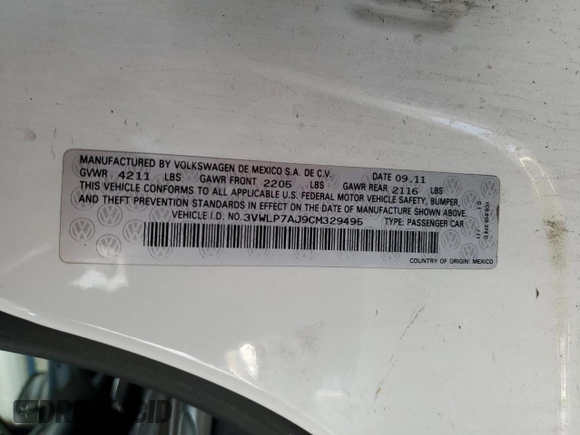 MANUFACTURED BY VOLKSWAGEN DE MEXICO S.A. DE C.V. DATE 09.11
GVWR 4211 LBS GAWR FRONT 2205 LBS GAWR REAR 2116 LBS
THIS VEHICLE CONFORMS TO ALL APPLICABLE U.S. FEDERAL MOTOR VEHICLE SAFETY, BUMPER,
AND THEFT PREVENTION STANDARDS IN EFFECT ON THE DATE OF MANUFACTURE SHOWN ABOVE.
VEHICLE I.D. NO.3VWLP7AJ9CM329496 TYPE: PASSENGER CAR
COUNTRY OF ORIGIN: MEXICO